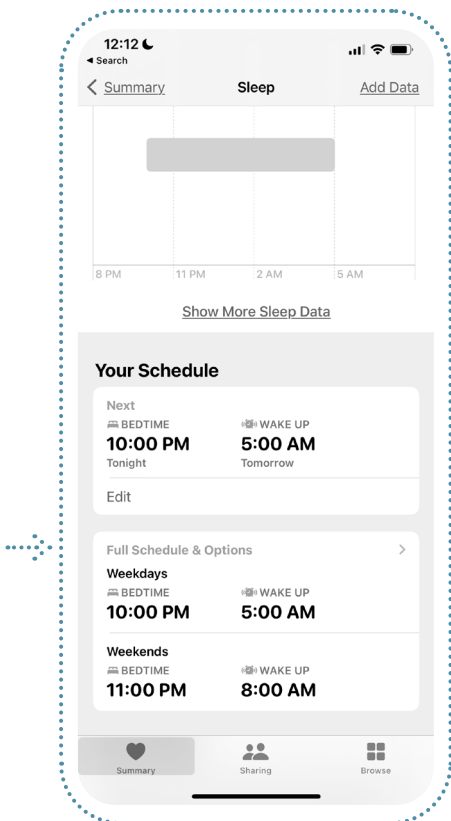 12:12
◀ Search
Summary Sleep Add Data
8 PM 11 PM 2 AM 5 AM
Show More Sleep Data
Your Schedule
Next
BEDTIME WAKE UP
10:00 PM 5:00 AM
Tonight Tomorrow
Edit
Full Schedule & Options
Weekdays
BEDTIME WAKE UP
10:00 PM 5:00 AM
Weekends
BEDTIME WAKE UP
11:00 PM 8:00 AM
Summary Sharing Browse